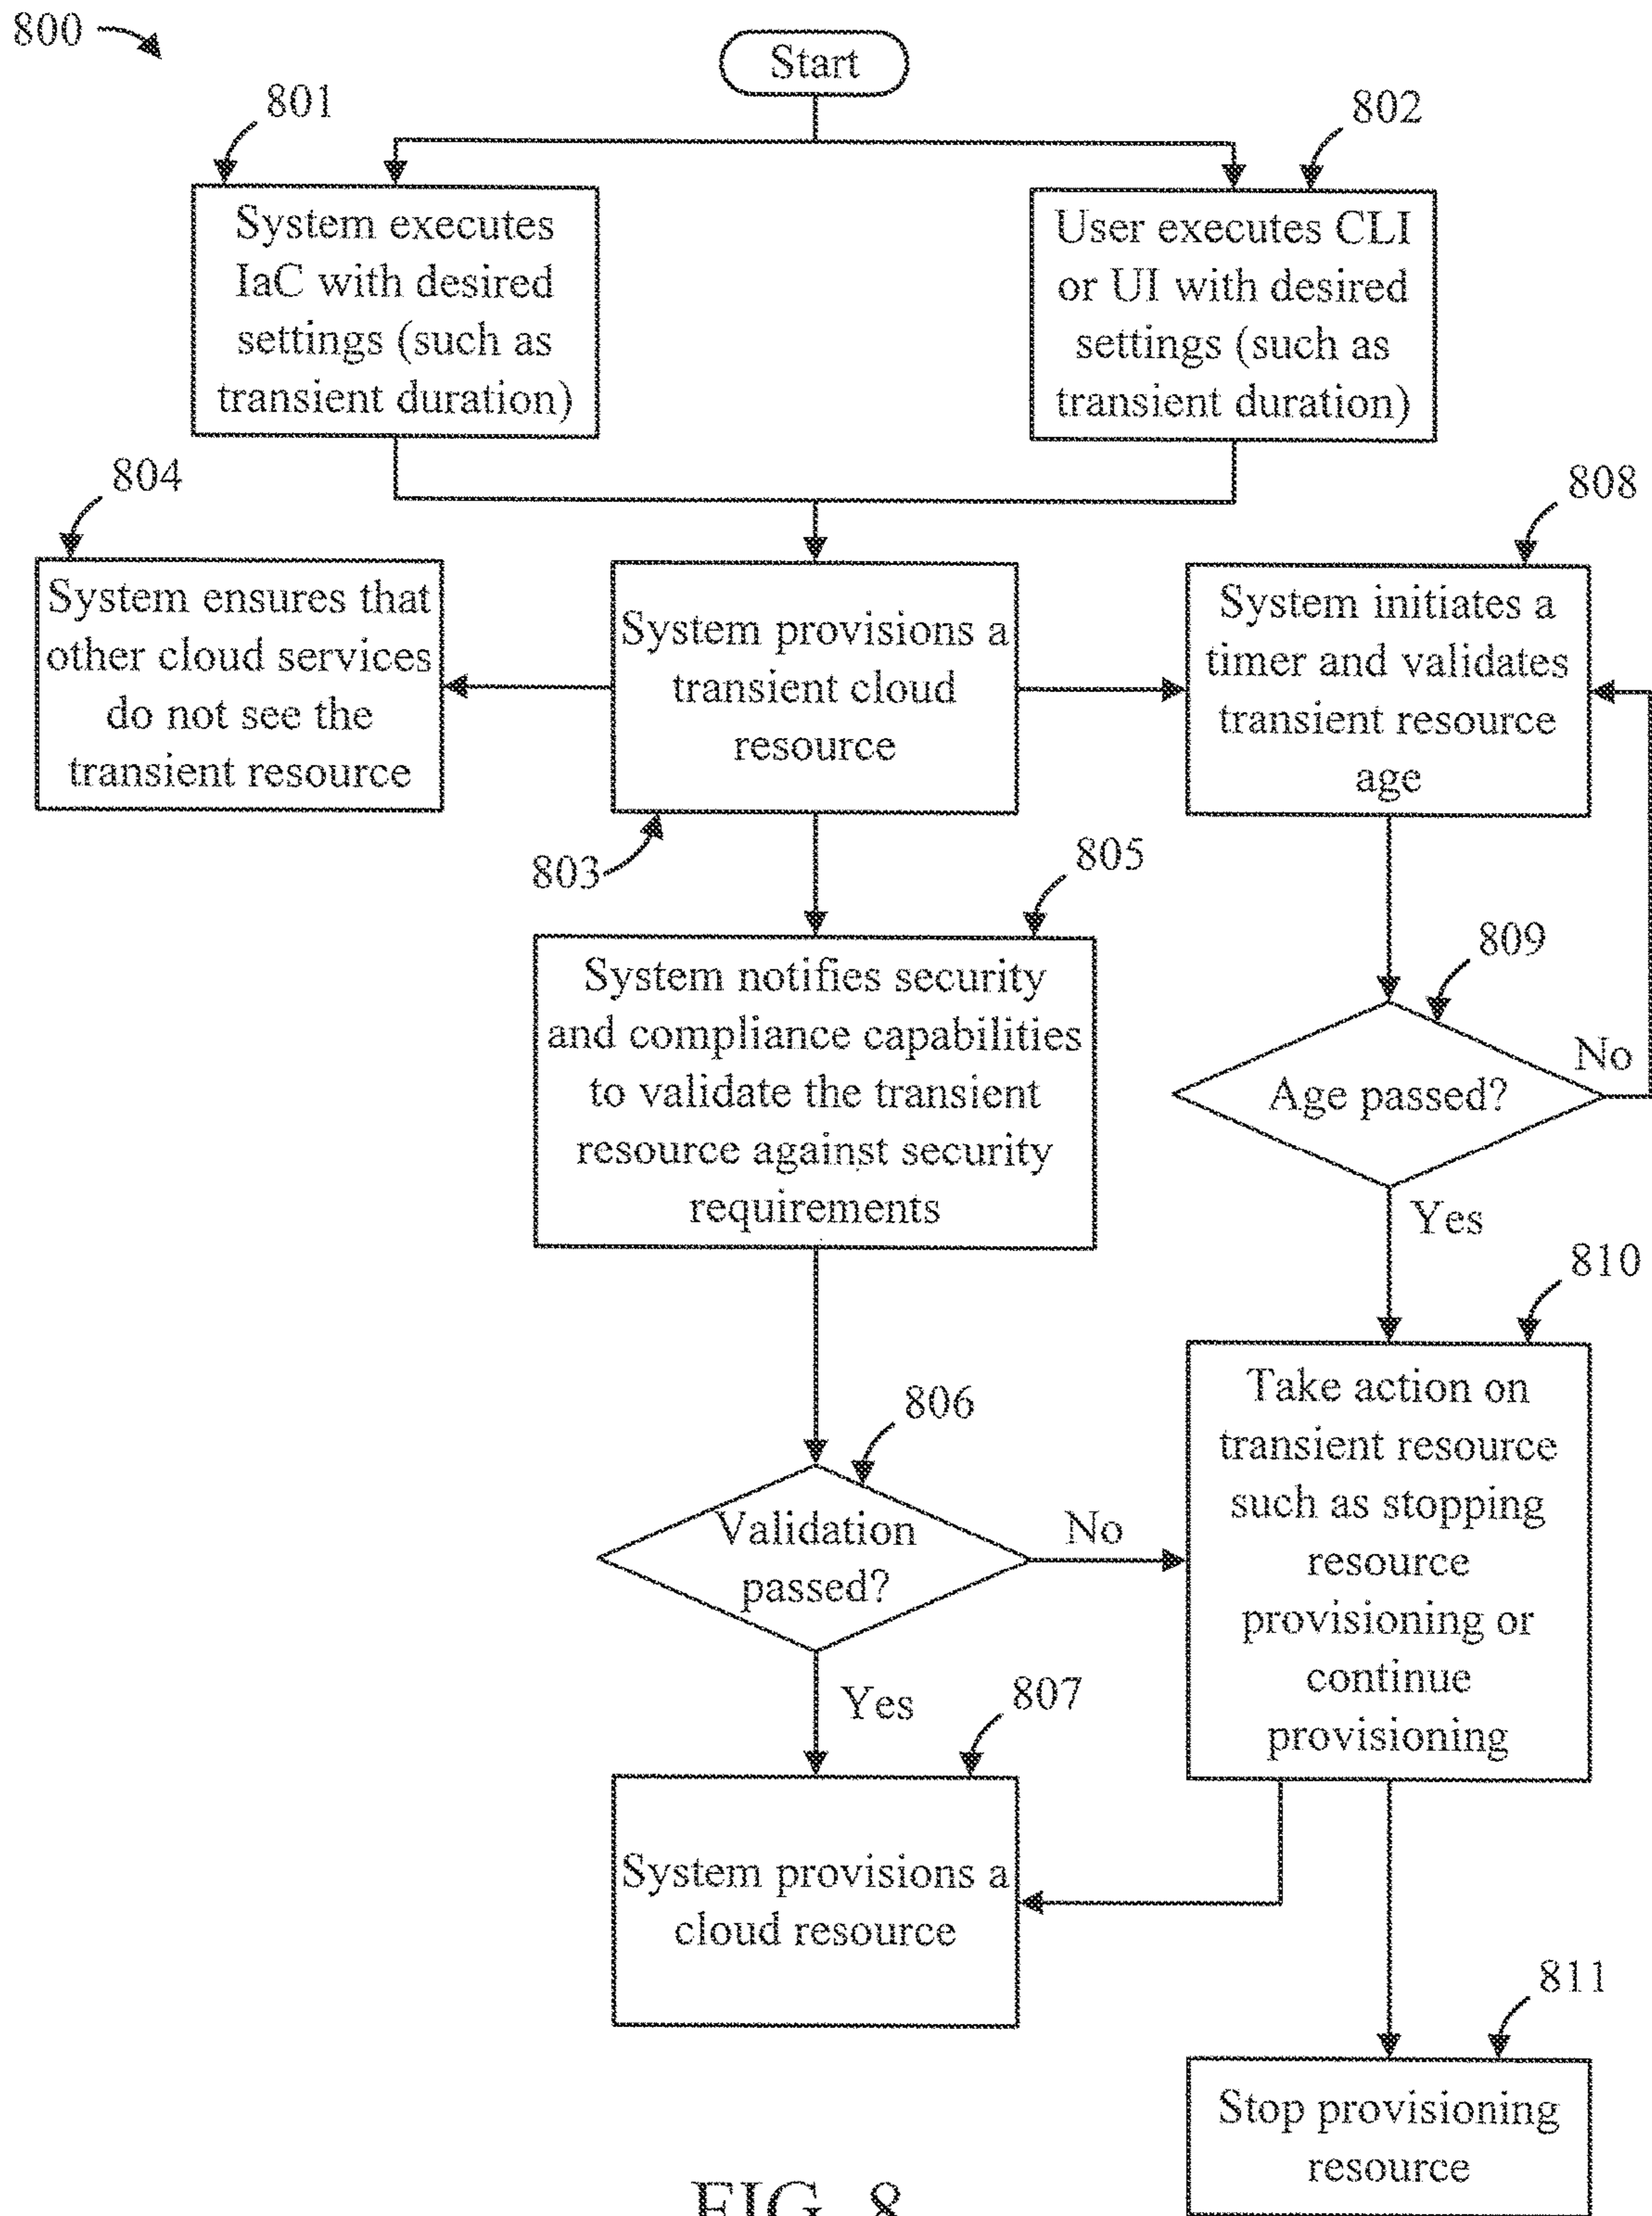 800
Start
801
802
System executes
IaC with desired
settings (such as
transient duration)
User executes CLI
or UI with desired
settings (such as
transient duration)
804
808
System ensures that
other cloud services
do not see the
transient resource
System provisions a
transient cloud
resource
System initiates a
timer and validates
transient resource
age
803
805
System notifies security
and compliance capabilities
to validate the transient
resource against security
requirements
809
Age passed?
No
Yes
810
806
Validation
passed?
No
Take action on
transient resource
such as stopping
resource
provisioning or
continue
provisioning
Yes
807
System provisions a
cloud resource
811
Stop provisioning
resource
FIG. 8